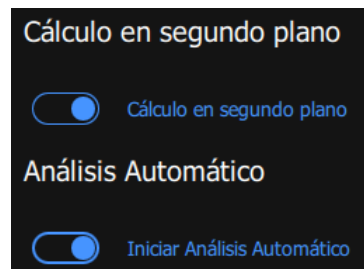 Cálculo en segundo plano
Cálculo en segundo plano
Análisis Automático
Iniciar Análisis Automático